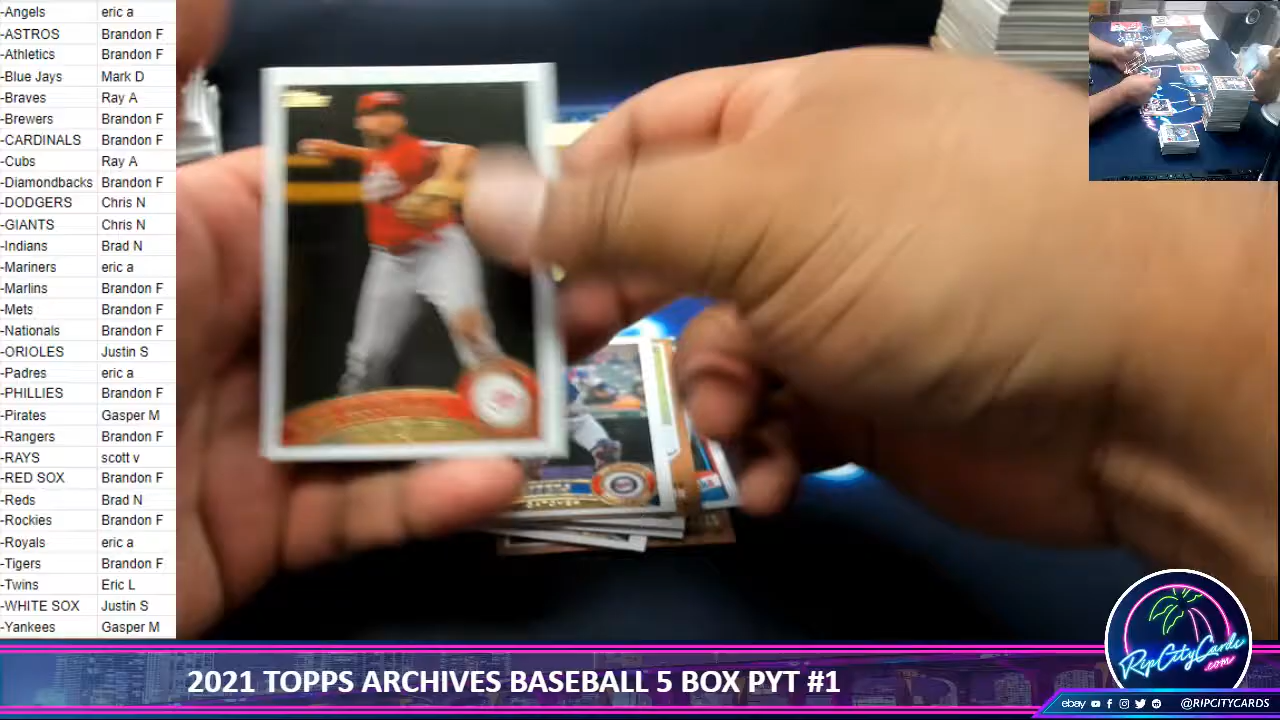 -Angels eric a
-ASTROS Brandon F
-Athletics Brandon F
-Blue Jays Mark D
-Braves Ray A
-Brewers Brandon F
-CARDINALS Brandon F
-Cubs Ray A
-Diamondbacks Brandon F
-DODGERS Chris N
-GIANTS Chris N
-Indians Brad N
-Mariners eric a
-Marlins Brandon F
-Mets Brandon F
-Nationals Brandon F
-ORIOLES Justin S
-Padres eric a
-PHILLIES Brandon F
-Pirates Gasper M
-Rangers Brandon F
-RAYS scott v
-RED SOX Brandon F
-Reds Brad N
-Rockies Brandon F
-Royals eric a
-Tigers Brandon F
-Twins Eric L
-WHITE SOX Justin S
-Yankees Gasper M
2021 TOPPS ARCHIVES BASEBALL 5 BOX PYT #1
RipCityCards
.com
ebay @RIPCITYCARDS